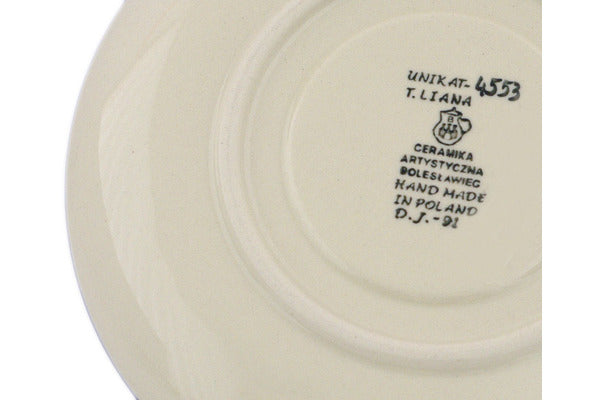 UNIKAT-4553
T. LIANA
B
CERAMIKA
ARTYSTYCZNA
BOLESŁAWIEC
HAND MADE
IN POLAND
D.J.-91